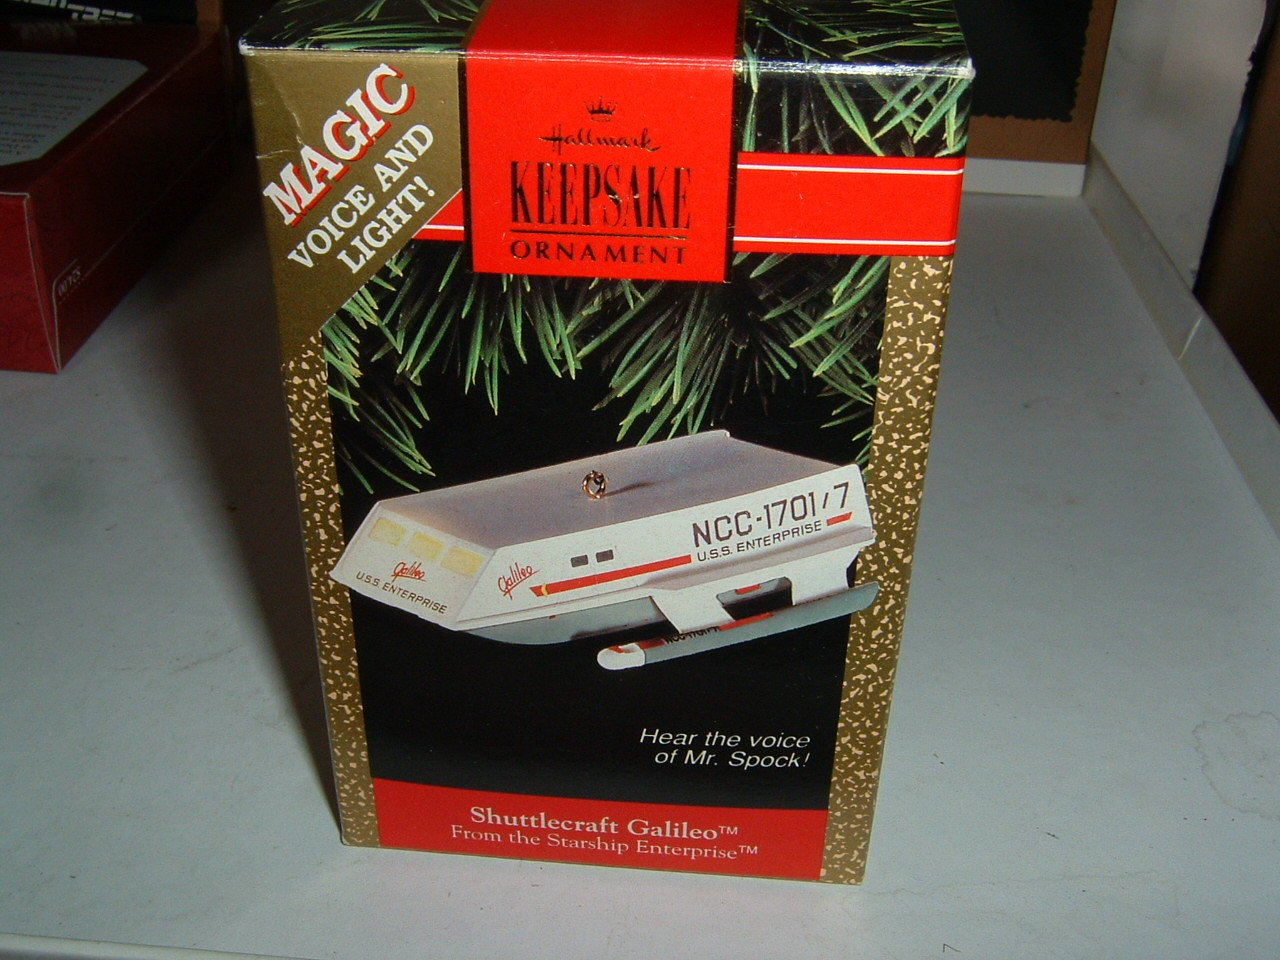 MAGIC
VOICE AND
LIGHT!
Hallmark
KEEPSAKE
ORNAMENT
NCC-1701/7
U.S.S. ENTERPRISE
Galileo
U.S.S. ENTERPRISE
Galileo
Hear the voice
of Mr. Spock!
Shuttlecraft Galileo™
From the Starship Enterprise™